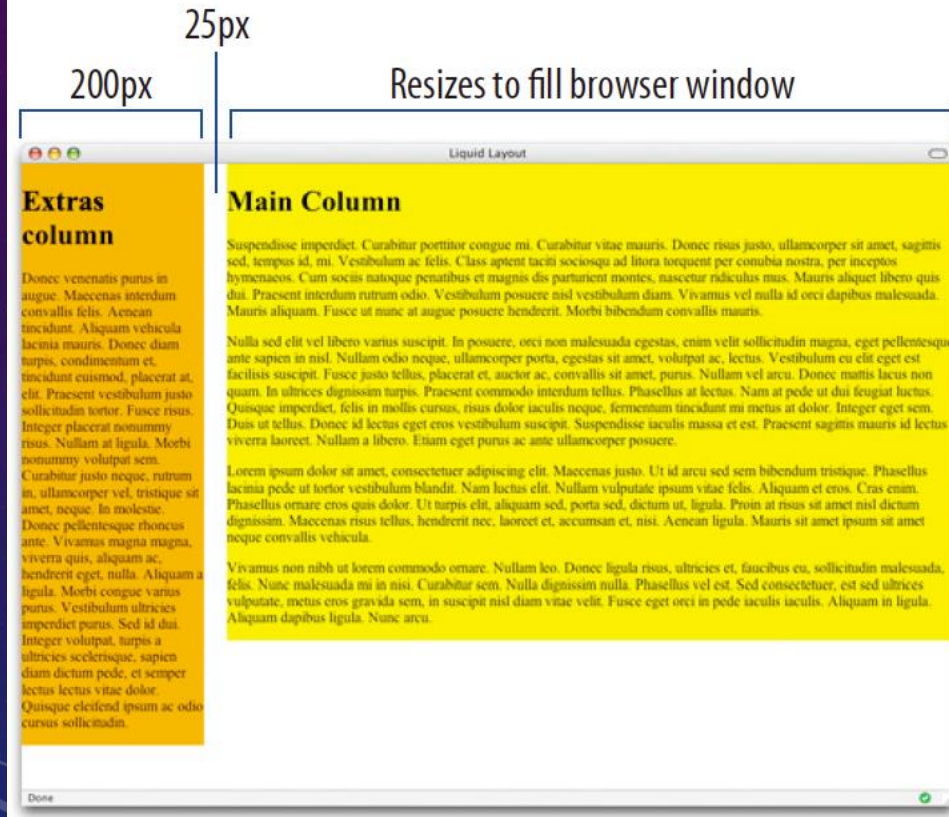 25px
200px
Resizes to fill browser window
Liquid Layout
Extras
column
Donec venenatis purus in
augue. Maecenas interdum
convallis felis. Aenean
tincidunt. Aliquam vehicula
lacinia mauris. Donec diam
turpis, condimentum et,
tincidunt euismod, placerat at,
elit. Praesent vestibulum justo
sollicitudin tortor. Fusce risus.
Integer placerat nonummy
risus. Nullam at ligula. Morbi
nonummy volutpat sem.
Curabitur justo neque, rutrum
in, ullamcorper vel, tristique sit
amet, neque. In molestie.
Donec pellentesque rhoncus
ante. Vivamus magna magna,
viverra quis, aliquam ac,
hendrerit eget, nulla. Aliquam a
ligula. Morbi congue varius
purus. Vestibulum ultricies
imperdiet purus. Sed id dui.
Integer volutpat, turpis a
ultricies scelerisque, sapien
diam dictum pede, et semper
lectus lectus vitae dolor.
Quisque eleifend ipsum ac odio
cursus sollicitudin.
Main Column
Suspendisse imperdiet. Curabitur porttitor congue mi. Curabitur vitae mauris. Donec risus justo, ullamcorper sit amet, sagittis
sed, tempus id, mi. Vestibulum ac felis. Class aptent taciti sociosqu ad litora torquent per conubia nostra, per inceptos
hymenaeos. Cum sociis natoque penatibus et magnis dis parturient montes, nascetur ridiculus mus. Mauris aliquet libero quis
dui. Praesent interdum rutrum odio. Vestibulum posuere nisl vestibulum diam. Vivamus vel nulla id orci dapibus malesuada.
Mauris aliquam. Fusce ut nunc at augue posuere hendrerit. Morbi bibendum convallis mauris.
Nulla sed elit vel libero varius suscipit. In posuere, orci non malesuada egestas, enim velit sollicitudin magna, eget pellentesque
ante sapien in nisl. Nullam odio neque, ullamcorper porta, egestas sit amet, volutpat ac, lectus. Vestibulum eu elit eget est
facilisis suscipit. Fusce justo tellus, placerat et, auctor ac, convallis sit amet, purus. Nullam vel arcu. Donec mattis lacus non
quam. In ultrices dignissim turpis. Praesent commodo interdum tellus. Phasellus at lectus. Nam at pede ut dui feugiat luctus.
Quisque imperdiet, felis in mollis cursus, risus dolor iaculis neque, fermentum tincidunt mi metus at dolor. Integer eget sem.
Duis ut tellus. Donec id lectus eget eros vestibulum suscipit. Suspendisse iaculis massa et est. Praesent sagittis mauris id lectus
viverra laoreet. Nullam a libero. Etiam eget purus ac ante ullamcorper posuere.
Lorem ipsum dolor sit amet, consectetuer adipiscing elit. Maecenas justo. Ut id arcu sed sem bibendum tristique. Phasellus
lacinia pede ut tortor vestibulum blandit. Nam luctus elit. Nullam vulputate ipsum vitae felis. Aliquam et eros. Cras enim.
Phasellus ornare eros quis dolor. Ut turpis elit, aliquam sed, porta sed, dictum ut, ligula. Proin at risus sit amet nisl dictum
dignissim. Maecenas risus tellus, hendrerit nec, laoreet et, accumsan et, nisi. Aenean ligula. Mauris sit amet ipsum sit amet
neque convallis vehicula.
Vivamus non nibh ut lorem commodo ornare. Nullam leo. Donec ligula risus, ultricies et, faucibus eu, sollicitudin malesuada,
felis. Nunc malesuada mi in nisi. Curabitur sem. Nulla dignissim nulla. Phasellus vel est. Sed consectetuer, est sed ultrices
vulputate, metus eros gravida sem, in suscipit nisl diam vitae velit. Fusce eget orci in pede iaculis iaculis. Aliquam in ligula.
Aliquam dapibus ligula. Nunc arcu.
Done